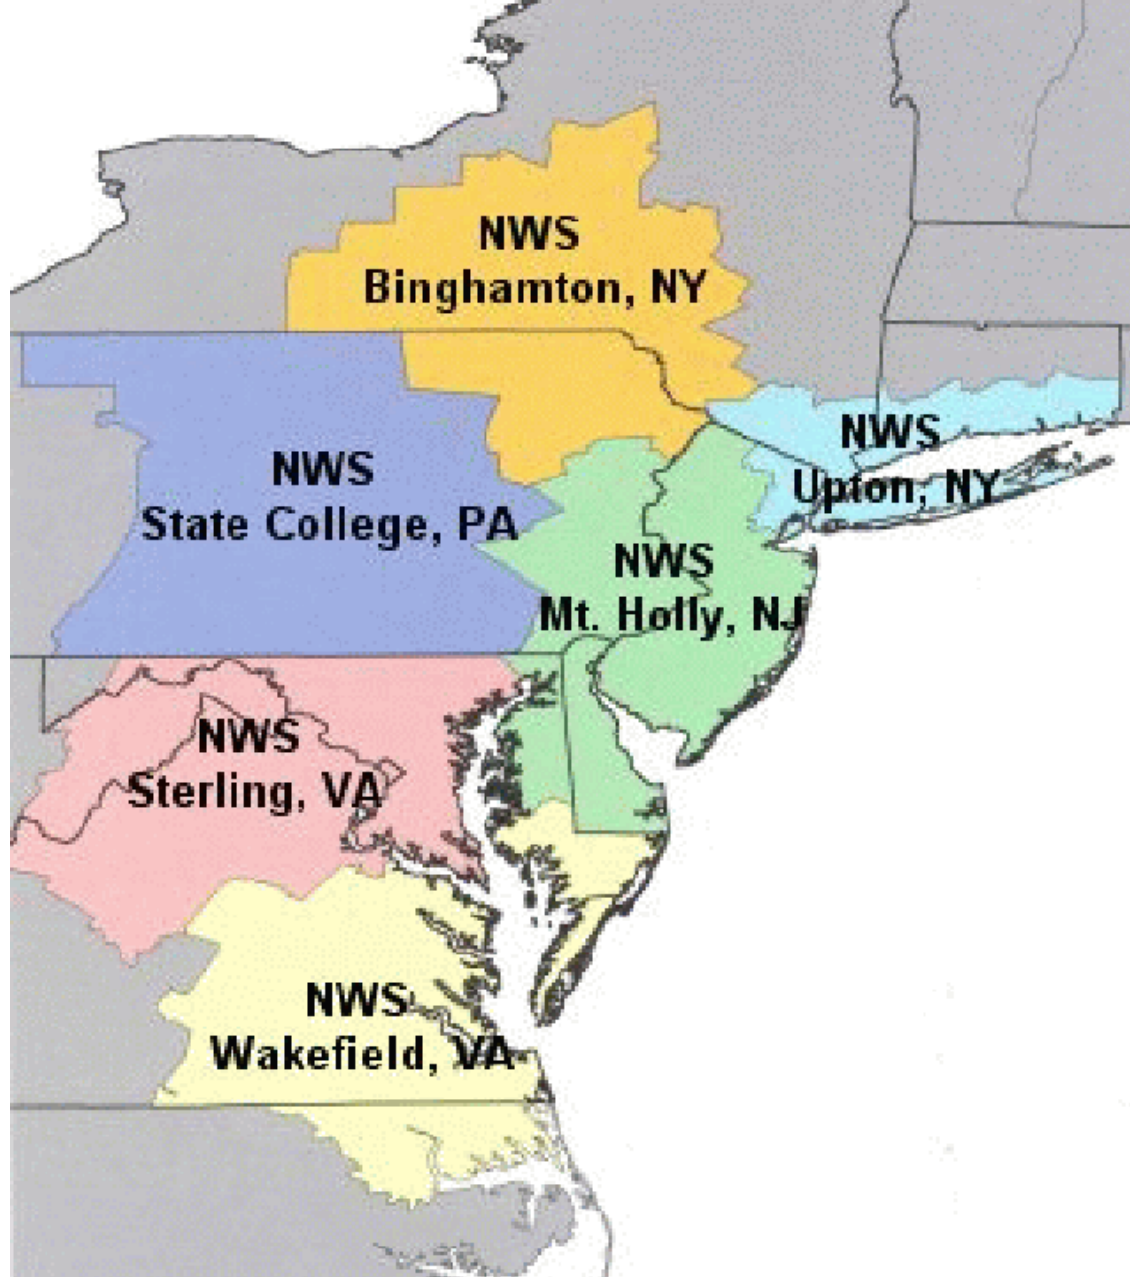 NWS
Binghamton, NY
NWS
Upton, NY
NWS
State College, PA
NWS
Mt. Holly, NJ
NWS
Sterling, VA
NWS
Wakefield, VA